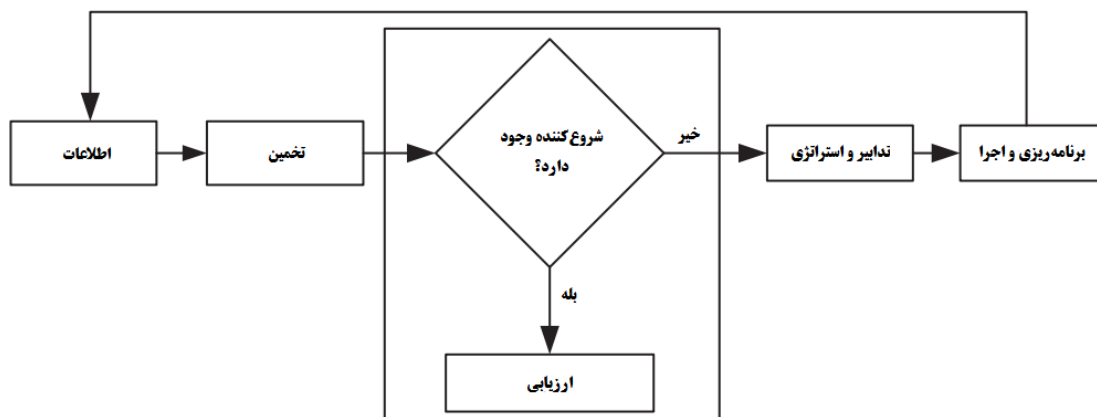 اطلاعات
تخمین
شروع‌کننده وجود
دارد؟
خیر
تدابیر و استراتژی
برنامه‌ریزی و اجرا
بله
ارزیابی